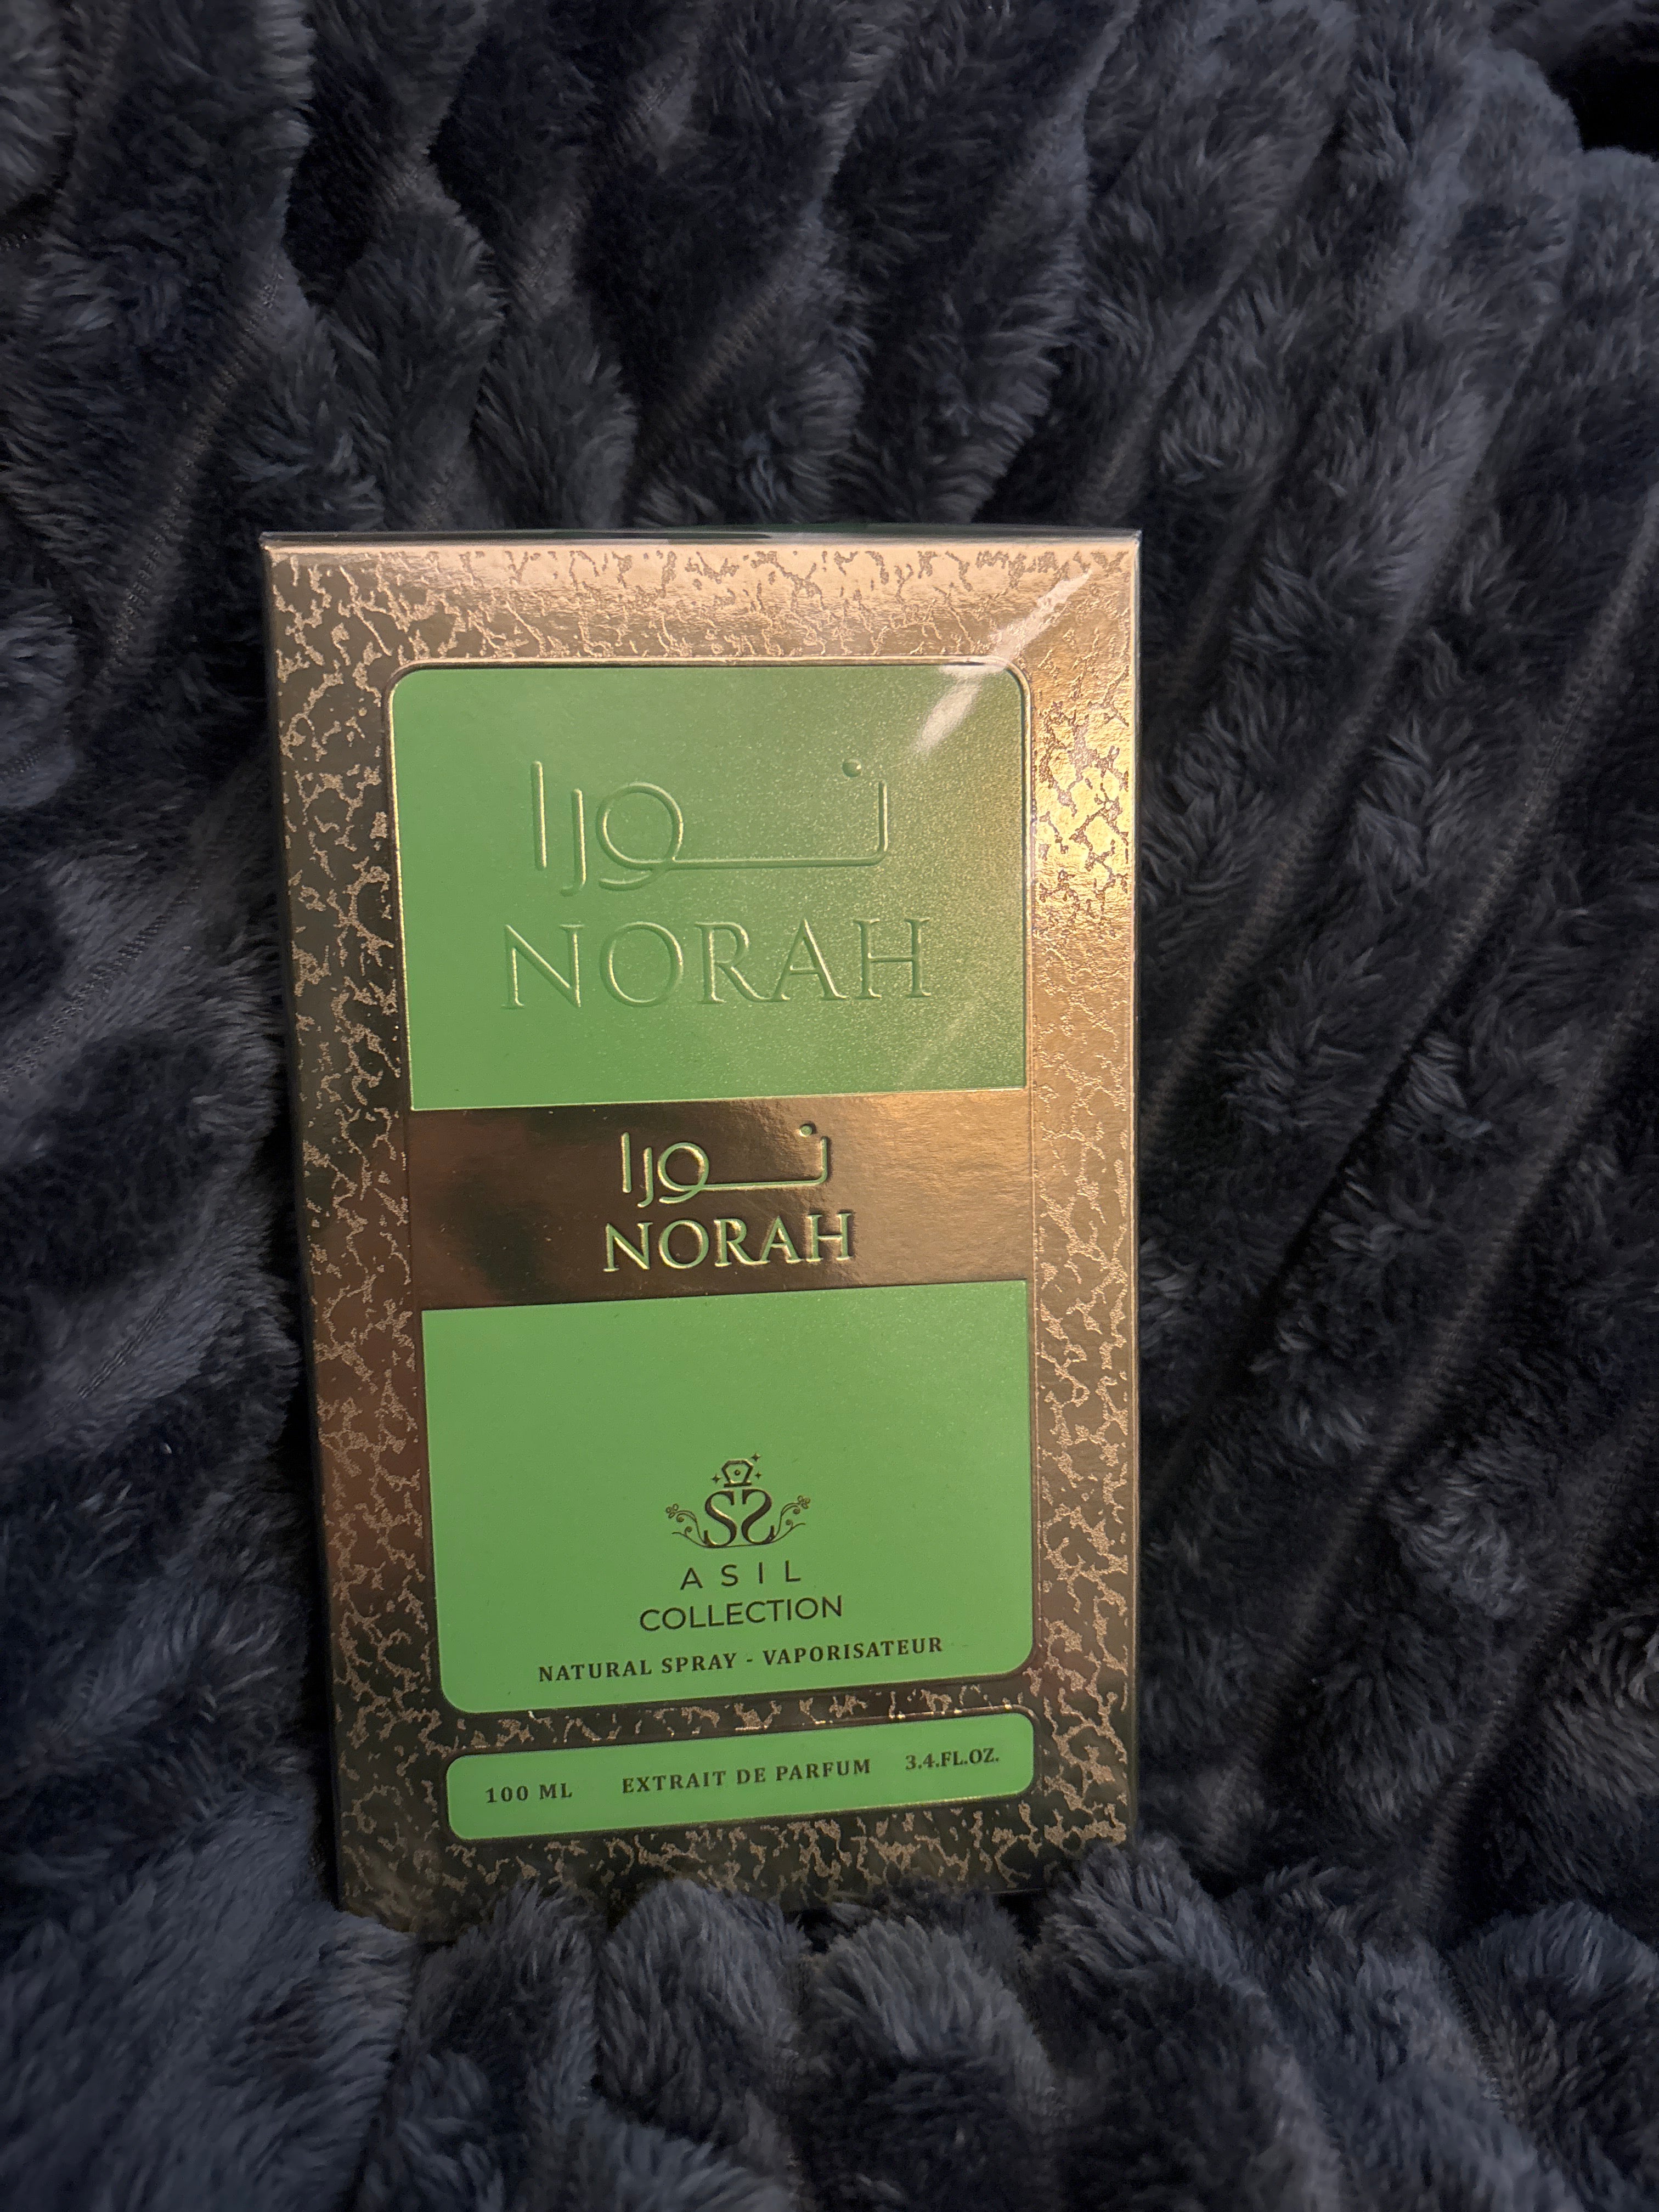 نورا
NORAH
نورا
NORAH
ASIL
COLLECTION
NATURAL SPRAY - VAPORISATEUR
100 ML EXTRAIT DE PARFUM 3.4.FL.OZ.